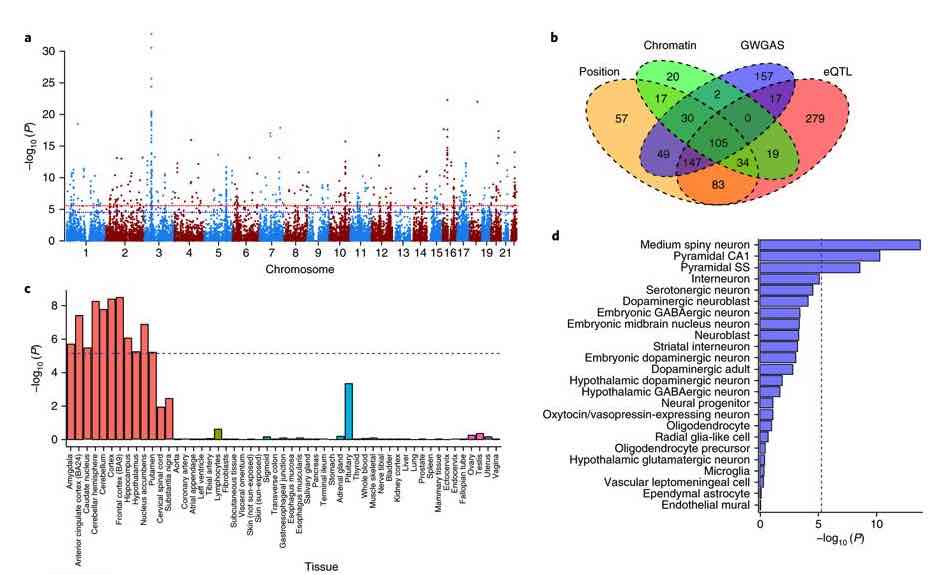 a
30
25
20
15
10
5
0
−log₁₀ (P)
1 2 3 4 5 6 7 8 9 10 11 12 13 14 15 16 17 19 21
Chromosome
b
Chromatin GWGAS
Position eQTL
20 157
17 2 17
57 30 0 279
105
49 147 34 19
83
c
8
6
4
2
0
−log₁₀ (P)
Amygdala
Anterior cingulate cortex (BA24)
Caudate nucleus
Cerebellar hemisphere
Cerebellum
Cortex
Frontal cortex (BA9)
Hippocampus
Hypothalamus
Nucleus accumbens
Putamen
Cervical spinal cord
Substantia nigra
Aorta
Coronary artery
Atrial appendage
Left ventricle
Tibial artery
Lymphocytes
Fibroblasts
Subcutaneous tissue
Visceral omentum
Skin (not sun-exposed)
Skin (sun-exposed)
Sigmoid
Transverse colon
Gastroesophageal junction
Esophagus mucosa
Esophagus muscularis
Salivary gland
Pancreas
Terminal ileum
Stomach
Adrenal gland
Pituitary
Thyroid
Whole blood
Muscle skeletal
Nerve tibial
Bladder
Kidney cortex
Liver
Lung
Prostate
Spleen
Mammary tissue
Ectocervix
Endocervix
Fallopian tube
Ovary
Testis
Uterus
Vagina
Tissue
d
Medium spiny neuron
Pyramidal CA1
Pyramidal SS
Interneuron
Serotonergic neuron
Dopaminergic neuroblast
Embryonic GABAergic neuron
Embryonic midbrain nucleus neuron
Neuroblast
Striatal interneuron
Embryonic dopaminergic neuron
Dopaminergic adult
Hypothalamic dopaminergic neuron
Hypothalamic GABAergic neuron
Neural progenitor
Oxytocin/vasopressin-expressing neuron
Oligodendrocyte
Radial glia-like cell
Oligodendrocyte precursor
Hypothalamic glutamatergic neuron
Microglia
Vascular leptomeningeal cell
Ependymal astrocyte
Endothelial mural
0 5 10
−log₁₀ (P)